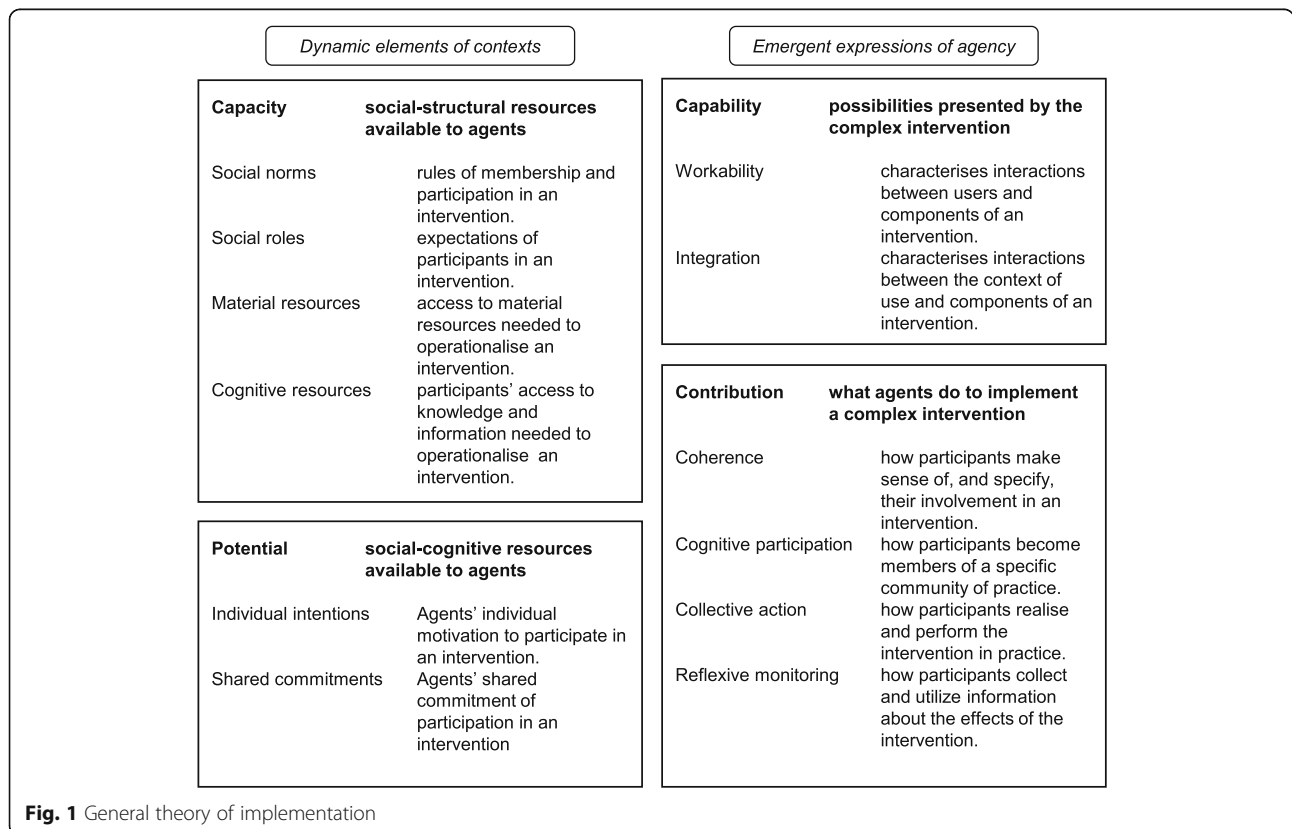 Dynamic elements of contexts
Capacity social-structural resources
available to agents
Social norms rules of membership and
participation in an
intervention.
Social roles expectations of
participants in an
intervention.
Material resources access to material
resources needed to
operationalise an
intervention.
Cognitive resources participants' access to
knowledge and
information needed to
operationalise an
intervention.
Potential social-cognitive resources
available to agents
Individual intentions Agents' individual
motivation to participate in
an intervention.
Shared commitments Agents' shared
commitment of
participation in an
intervention
Emergent expressions of agency
Capability possibilities presented by the
complex intervention
Workability characterises interactions
between users and
components of an
intervention.
Integration characterises interactions
between the context of
use and components of an
intervention.
Contribution what agents do to implement
a complex intervention
Coherence how participants make
sense of, and specify,
their involvement in an
intervention.
Cognitive participation how participants become
members of a specific
community of practice.
Collective action how participants realise
and perform the
intervention in practice.
Reflexive monitoring how participants collect
and utilize information
about the effects of the
intervention.
Fig. 1 General theory of implementation